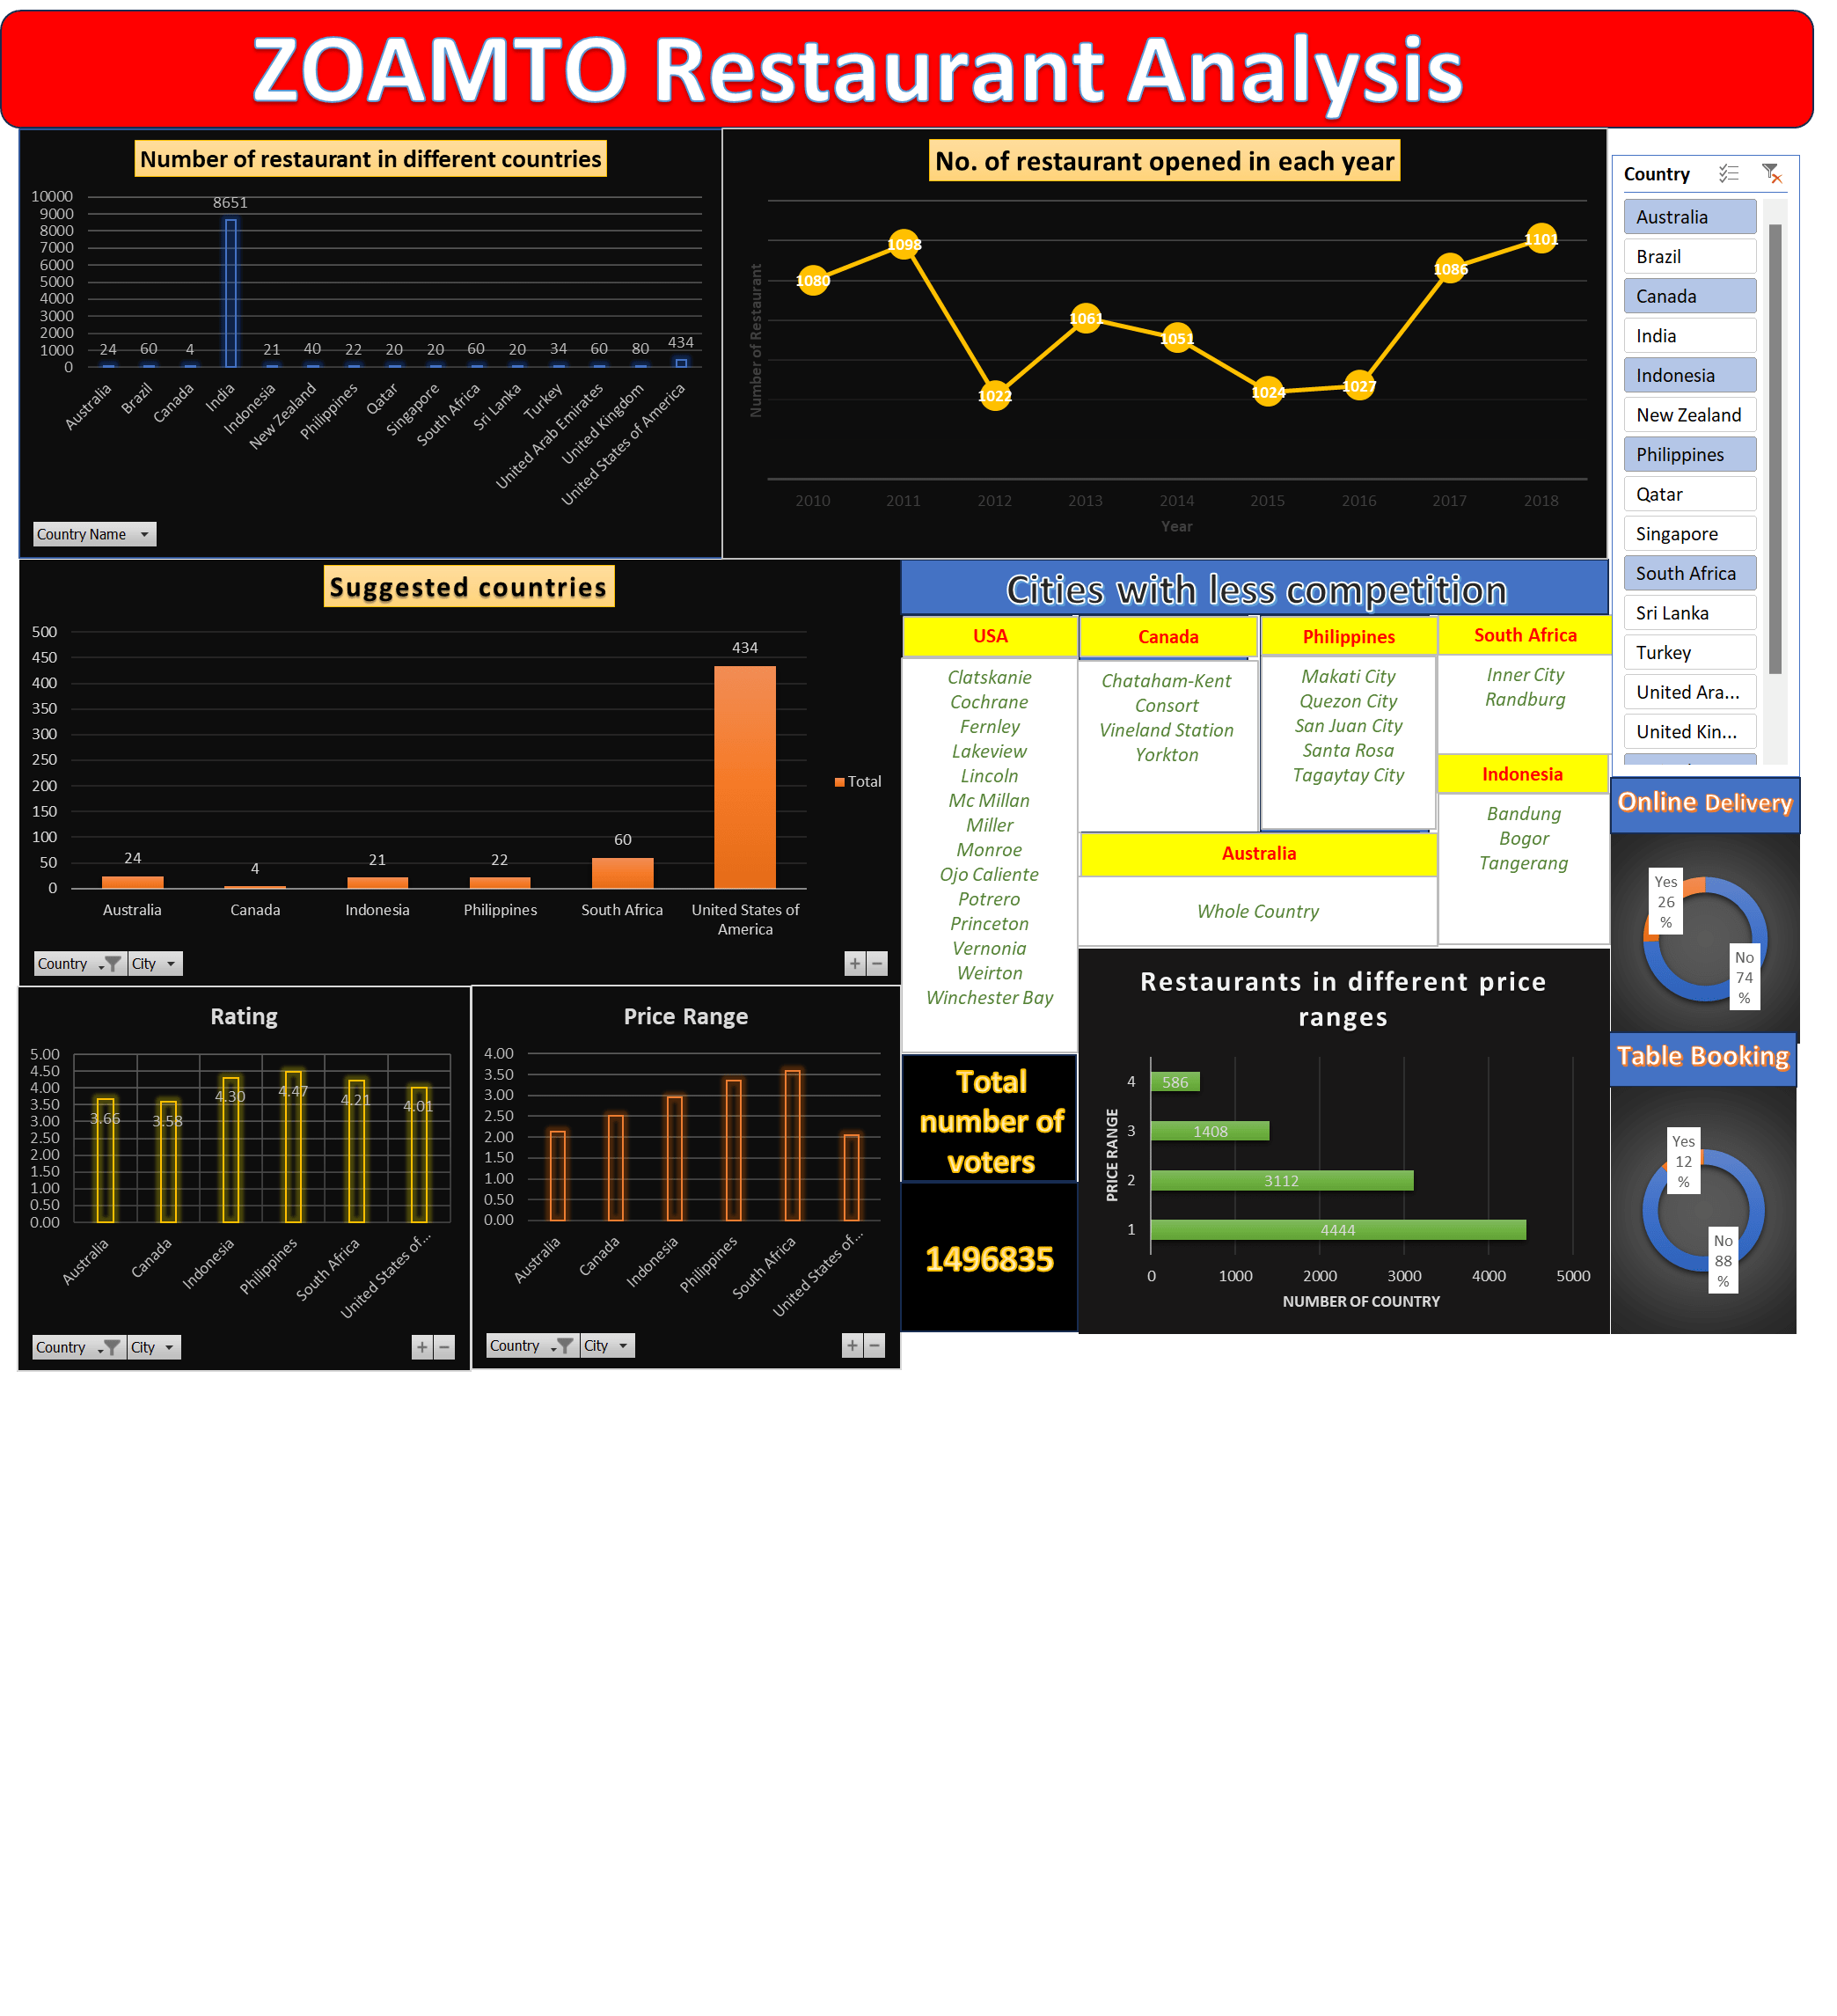 ZOAMTO Restaurant Analysis
Number of restaurant in different countries
10000
9000
8000
7000
6000
5000
4000
3000
2000
1000
0
24
60
4
8651
21
40
22
20
20
60
20
34
60
80
434
Australia
Brazil
Canada
India
Indonesia
New Zealand
Philippines
Qatar
Singapore
South Africa
Sri Lanka
Turkey
United Arab Emirates
United Kingdom
United States of America
Country Name
No. of restaurant opened in each year
Number of Restaurant
1080
1098
1022
1061
1051
1024
1027
1086
1101
2010
2011
2012
2013
2014
2015
2016
2017
2018
Year
Country
Australia
Brazil
Canada
India
Indonesia
New Zealand
Philippines
Qatar
Singapore
South Africa
Sri Lanka
Turkey
United Ara...
United Kin...
Suggested countries
500
450
400
350
300
250
200
150
100
50
0
24
4
21
22
60
434
Australia
Canada
Indonesia
Philippines
South Africa
United States of
America
Total
Country
City
Cities with less competition
USA
Clatskanie
Cochrane
Fernley
Lakeview
Lincoln
Mc Millan
Miller
Monroe
Ojo Caliente
Potrero
Princeton
Vernonia
Weirton
Winchester Bay
Canada
Chataham-Kent
Consort
Vineland Station
Yorkton
Philippines
Makati City
Quezon City
San Juan City
Santa Rosa
Tagaytay City
South Africa
Inner City
Randburg
Indonesia
Bandung
Bogor
Tangerang
Australia
Whole Country
Online Delivery
Yes
26
%
No
74
%
Table Booking
Yes
12
%
No
88
%
Rating
5.00
4.50
4.00
3.50
3.00
2.50
2.00
1.50
1.00
0.50
0.00
3.66
3.58
4.30
4.47
4.21
4.01
Australia
Canada
Indonesia
Philippines
South Africa
United States of...
Country
City
Price Range
4.00
3.50
3.00
2.50
2.00
1.50
1.00
0.50
0.00
Australia
Canada
Indonesia
Philippines
South Africa
United States of...
Country
City
Total
number of
voters
1496835
Restaurants in different price
ranges
PRICE RANGE
4
3
2
1
586
1408
3112
4444
0
1000
2000
3000
4000
5000
NUMBER OF COUNTRY